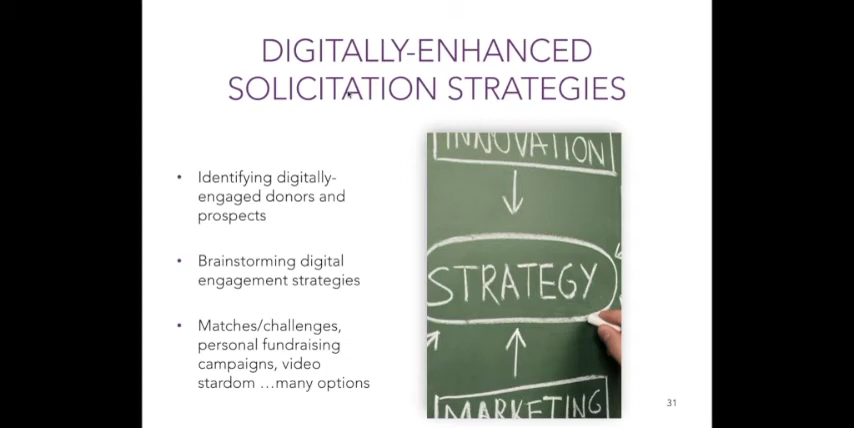 DIGITALLY-ENHANCED
SOLICITATION STRATEGIES
• Identifying digitally-
engaged donors and
prospects
• Brainstorming digital
engagement strategies
• Matches/challenges,
personal fundraising
campaigns, video
stardom …many options
INNOVATION
STRATEGY
MARKETING
31